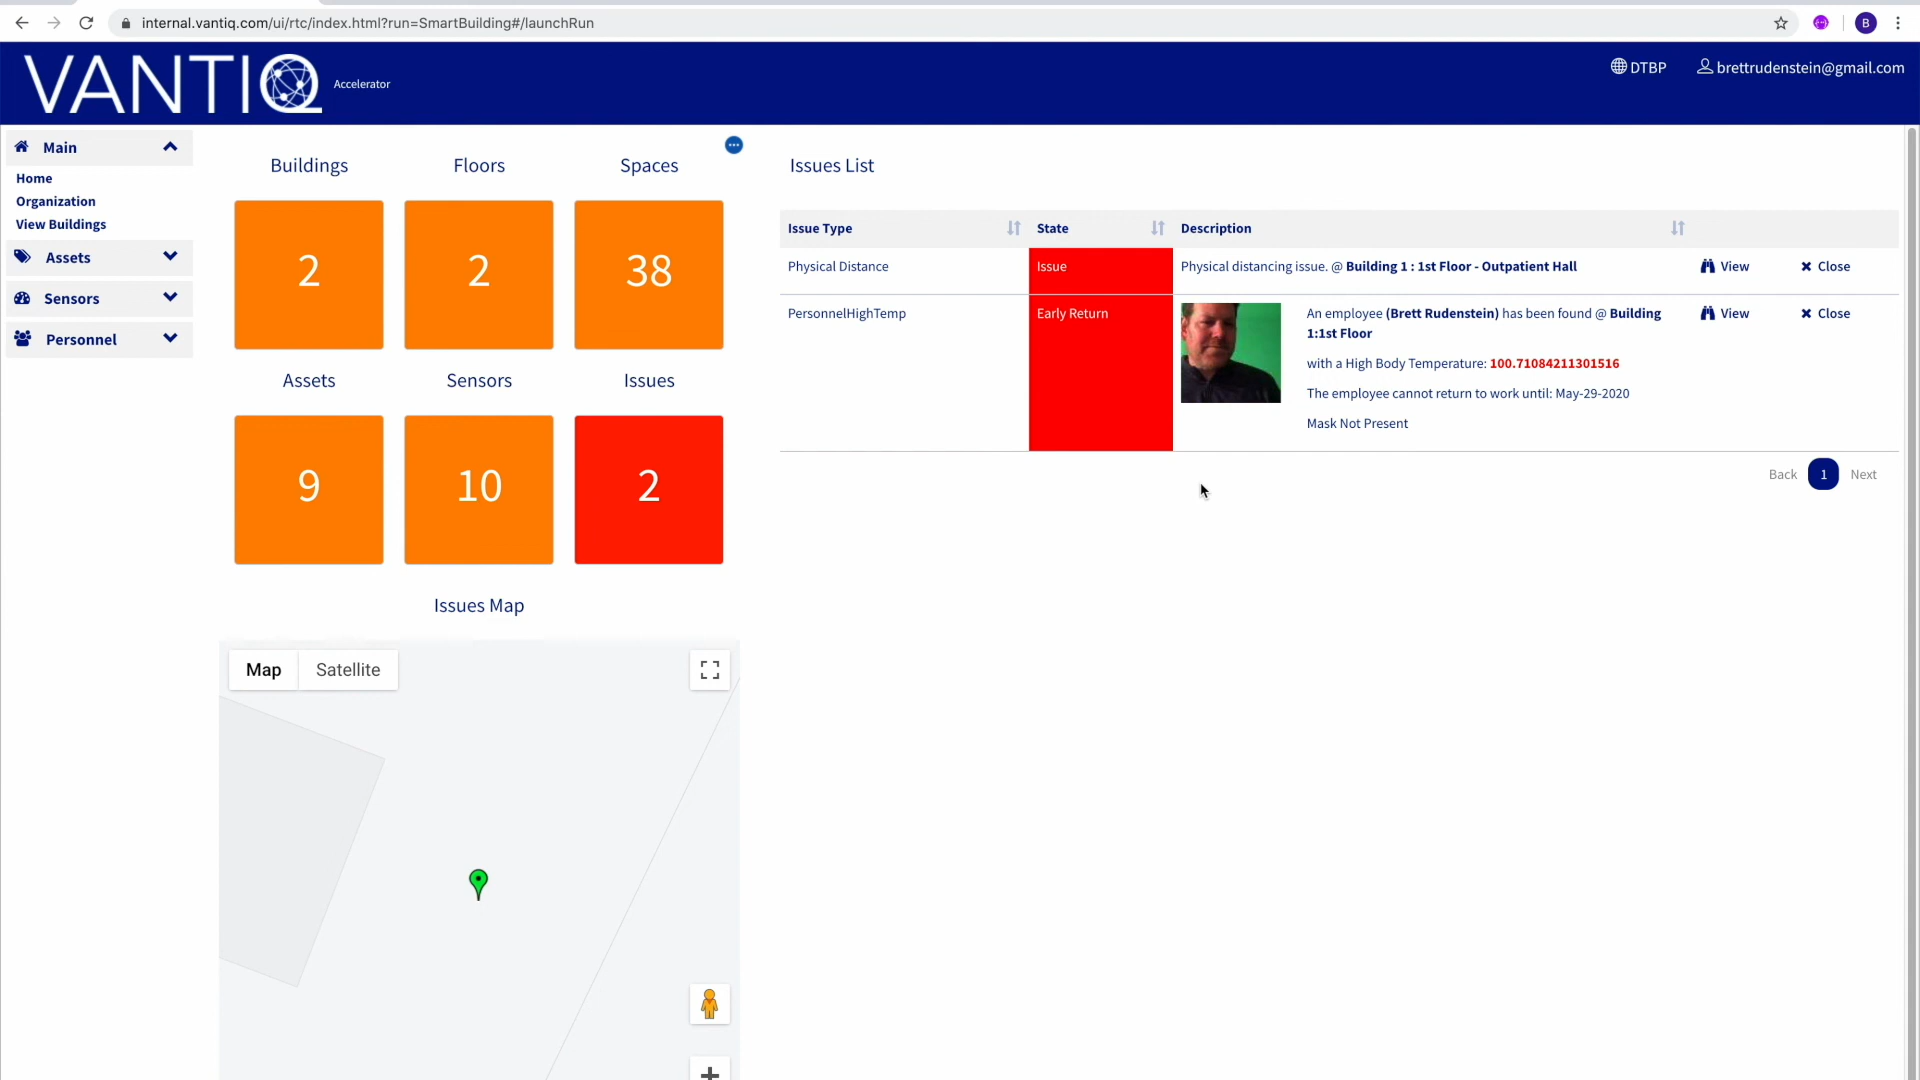 internal.vantiq.com/ui/rtc/index.html?run=SmartBuilding#/launchRun
B
VANTIQ
Accelerator
DTBP
brettrudenstein@gmail.com
Main
Home
Organization
View Buildings
Assets
Sensors
Personnel
Buildings
Floors
Spaces
2
2
38
Assets
Sensors
Issues
9
10
2
Issues Map
Map
Satellite
Issues List
Issue Type
State
Description
Physical Distance
Issue
Physical distancing issue. @ Building 1 : 1st Floor - Outpatient Hall
View
Close
PersonnelHighTemp
Early Return
An employee (Brett Rudenstein) has been found @ Building
1:1st Floor
with a High Body Temperature: 100.71084211301516
The employee cannot return to work until: May-29-2020
Mask Not Present
View
Close
Back
1
Next